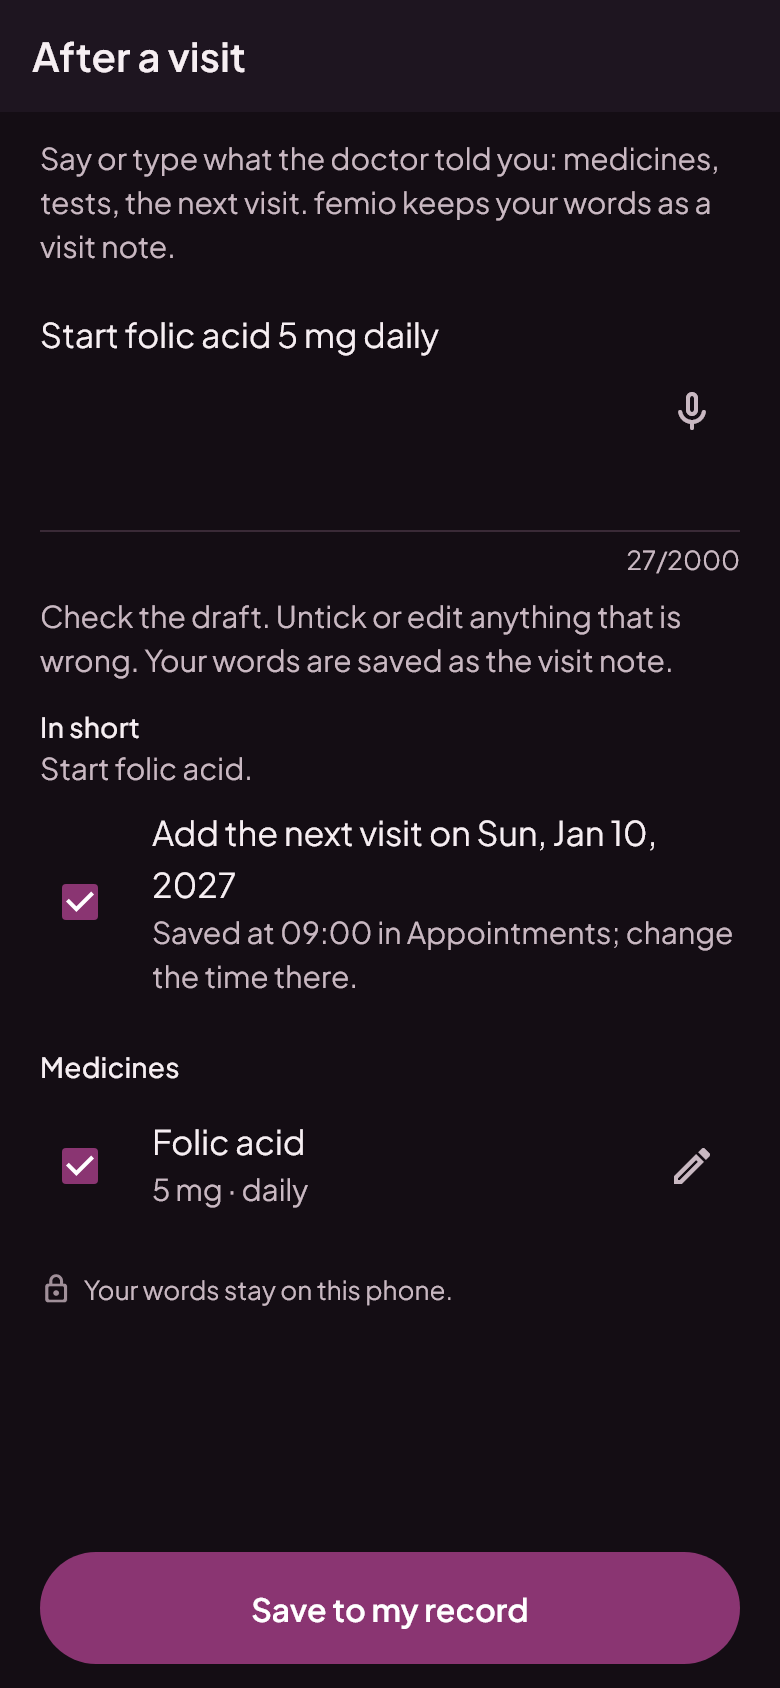 After a visit
Say or type what the doctor told you: medicines,
tests, the next visit. femio keeps your words as a
visit note.
Start folic acid 5 mg daily
27/2000
Check the draft. Untick or edit anything that is
wrong. Your words are saved as the visit note.
In short
Start folic acid.
Add the next visit on Sun, Jan 10,
2027
Saved at 09:00 in Appointments; change
the time there.
Medicines
Folic acid
5 mg · daily
Your words stay on this phone.
Save to my record